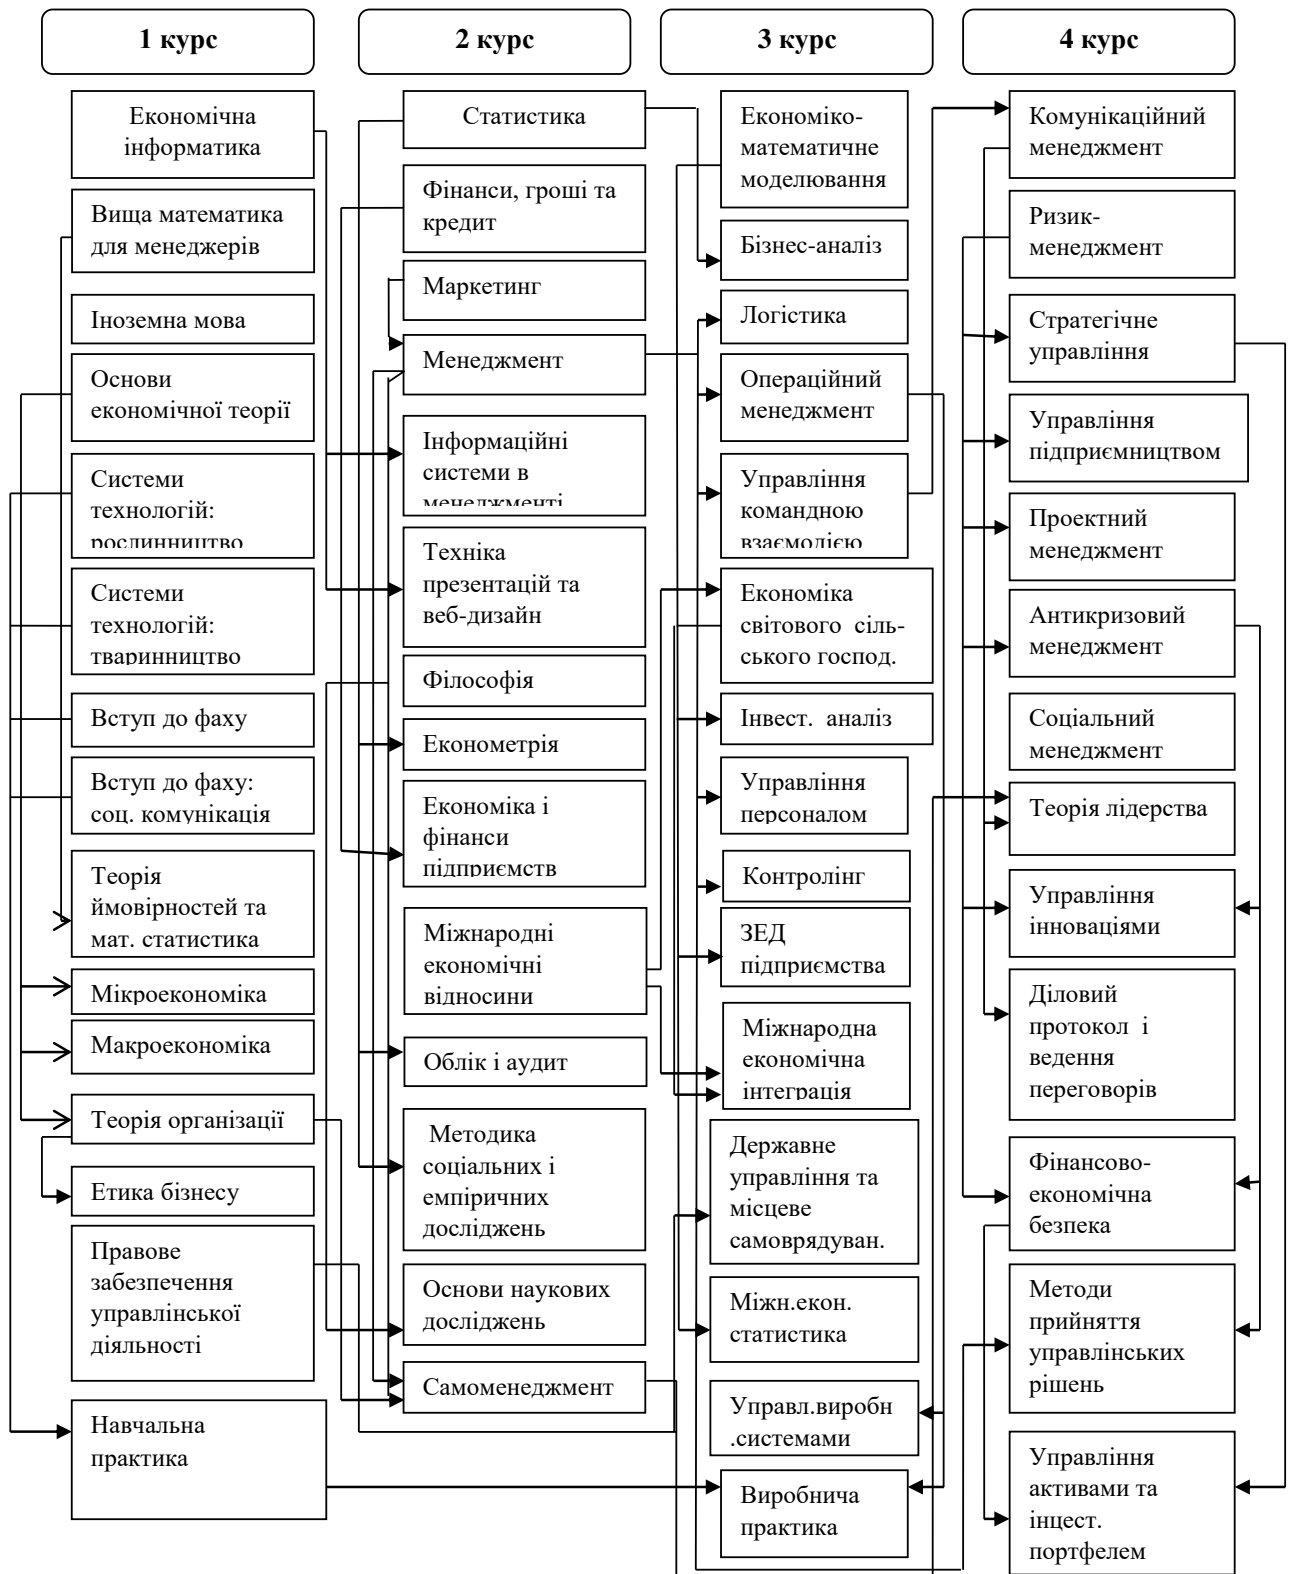 1 курс
2 курс
3 курс
4 курс
Економічна
інформатика
Вища математика
для менеджерів
Іноземна мова
Основи
економічної теорії
Системи
технологій:
рослинництво
Системи
технологій:
тваринництво
Вступ до фаху
Вступ до фаху:
соц. комунікація
Теорія
ймовірностей та
мат. статистика
Мікроекономіка
Макроекономіка
Теорія організації
Етика бізнесу
Правове
забезпечення
управлінської
діяльності
Навчальна
практика
Статистика
Фінанси, гроші та
кредит
Маркетинг
Менеджмент
Інформаційні
системи в
менеджменті
Техніка
презентацій та
веб-дизайн
Філософія
Економетрія
Економіка і
фінанси
підприємств
Міжнародні
економічні
відносини
Облік і аудит
Методика
соціальних і
емпіричних
досліджень
Основи наукових
досліджень
Самоменеджмент
Економіко-
математичне
моделювання
Бізнес-аналіз
Логістика
Операційний
менеджмент
Управління
командною
взаємодією
Економіка
світового сіль-
ського господ.
Інвест. аналіз
Управління
персоналом
Контролінг
ЗЕД
підприємства
Міжнародна
економічна
інтеграція
Державне
управління та
місцеве
самоврядуван.
Міжн.екон.
статистика
Управл.виробн
.системами
Виробнича
практика
Комунікаційний
менеджмент
Ризик-
менеджмент
Стратегічне
управління
Управління
підприємництвом
Проектний
менеджмент
Антикризовий
менеджмент
Соціальний
менеджмент
Теорія лідерства
Управління
інноваціями
Діловий
протокол і
ведення
переговорів
Фінансово-
економічна
безпека
Методи
прийняття
управлінських
рішень
Управління
активами та
інцест.
портфелем